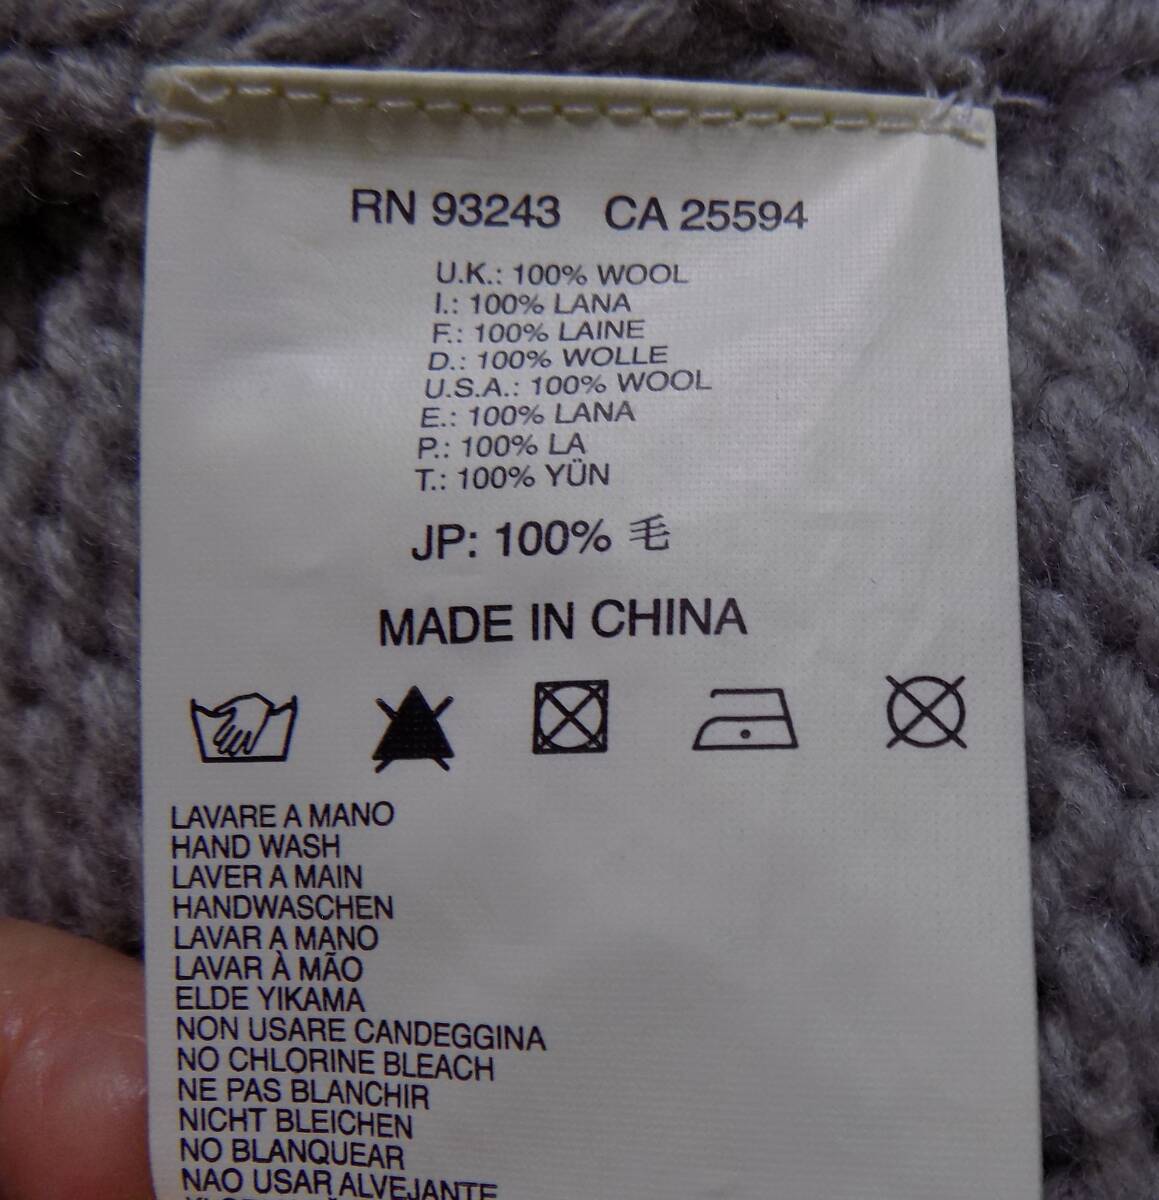 RN 93243 CA 25594
U.K.: 100% WOOL
I.: 100% LANA
F.: 100% LAINE
D.: 100% WOLLE
U.S.A.: 100% WOOL
E.: 100% LANA
P.: 100% LA
T.: 100% YÜN
JP: 100% 毛
MADE IN CHINA
LAVARE A MANO
HAND WASH
LAVER A MAIN
HANDWASCHEN
LAVAR A MANO
LAVAR À MÃO
ELDE YIKAMA
NON USARE CANDEGGINA
NO CHLORINE BLEACH
NE PAS BLANCHIR
NICHT BLEICHEN
NO BLANQUEAR
NAO USAR ALVEJANTE